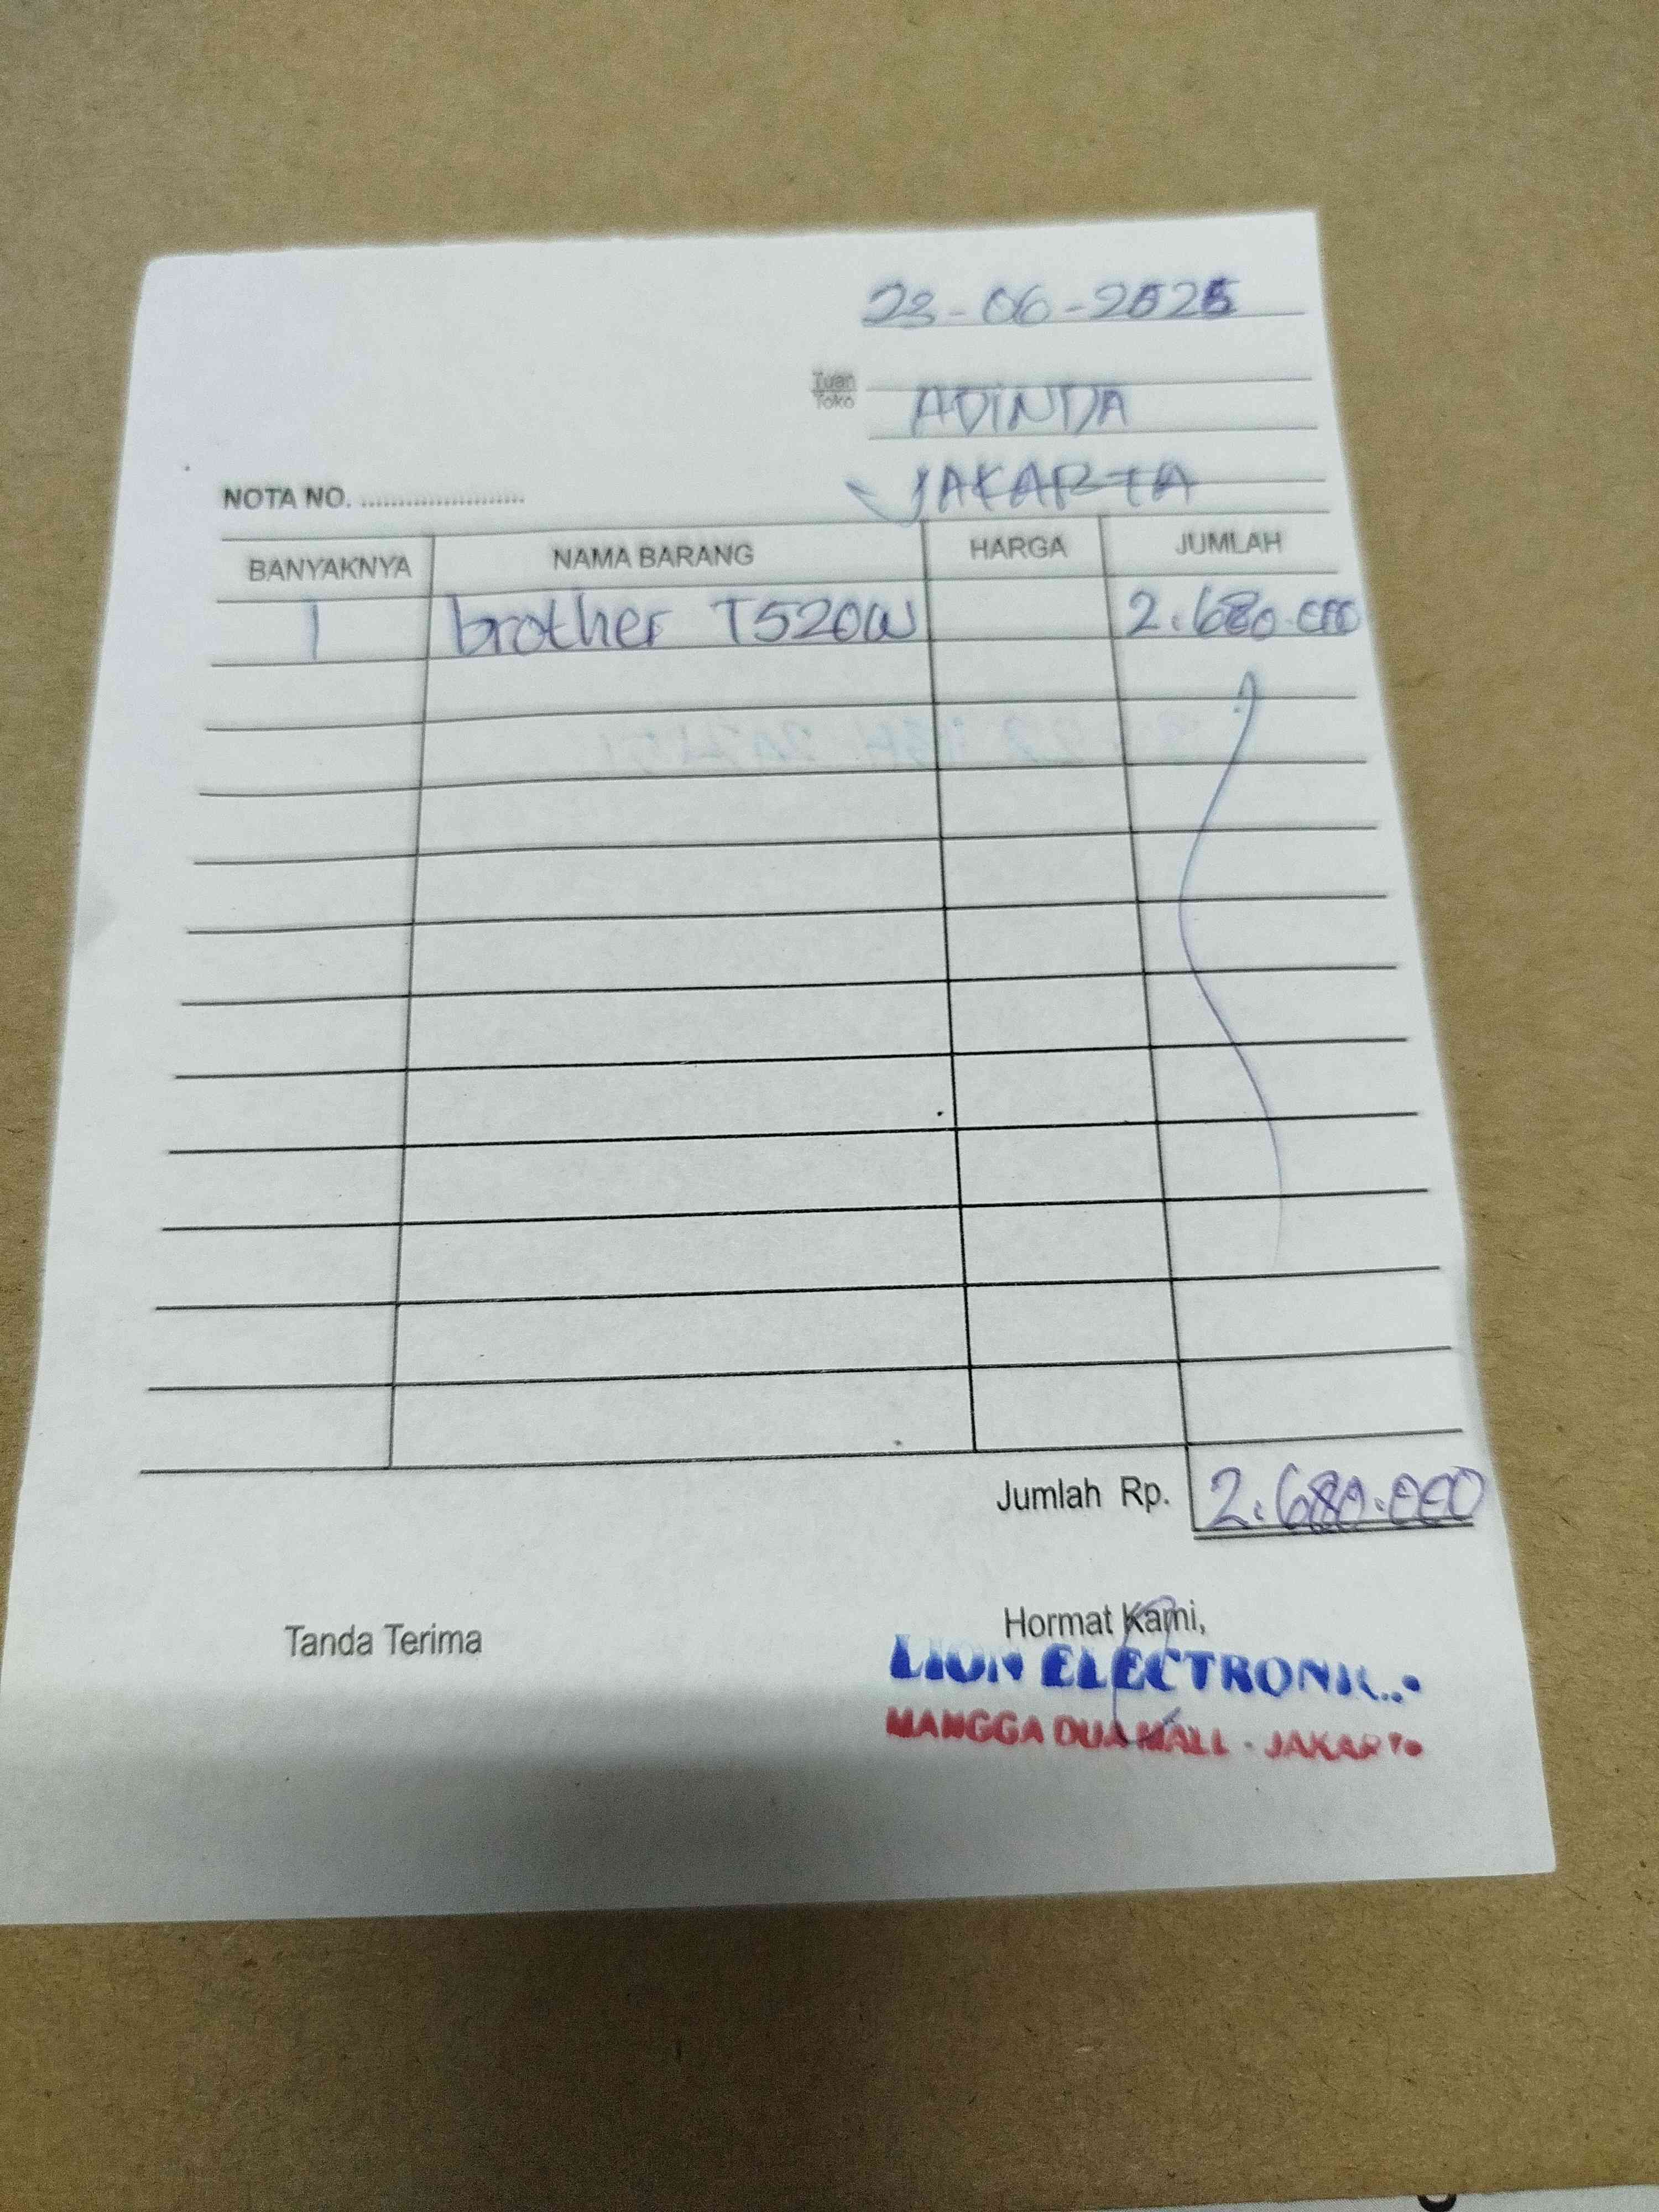 23-06-2025
Tuan
Toko
ADINDA
JAKARTA
NOTA NO. ......................
BANYAKNYA NAMA BARANG HARGA JUMLAH
1 brother T520W 2.680.000
Jumlah Rp. 2.680.000
Tanda Terima Hormat Kami,
LION ELECTRONIC
MANGGA DUA MALL - JAKARTA